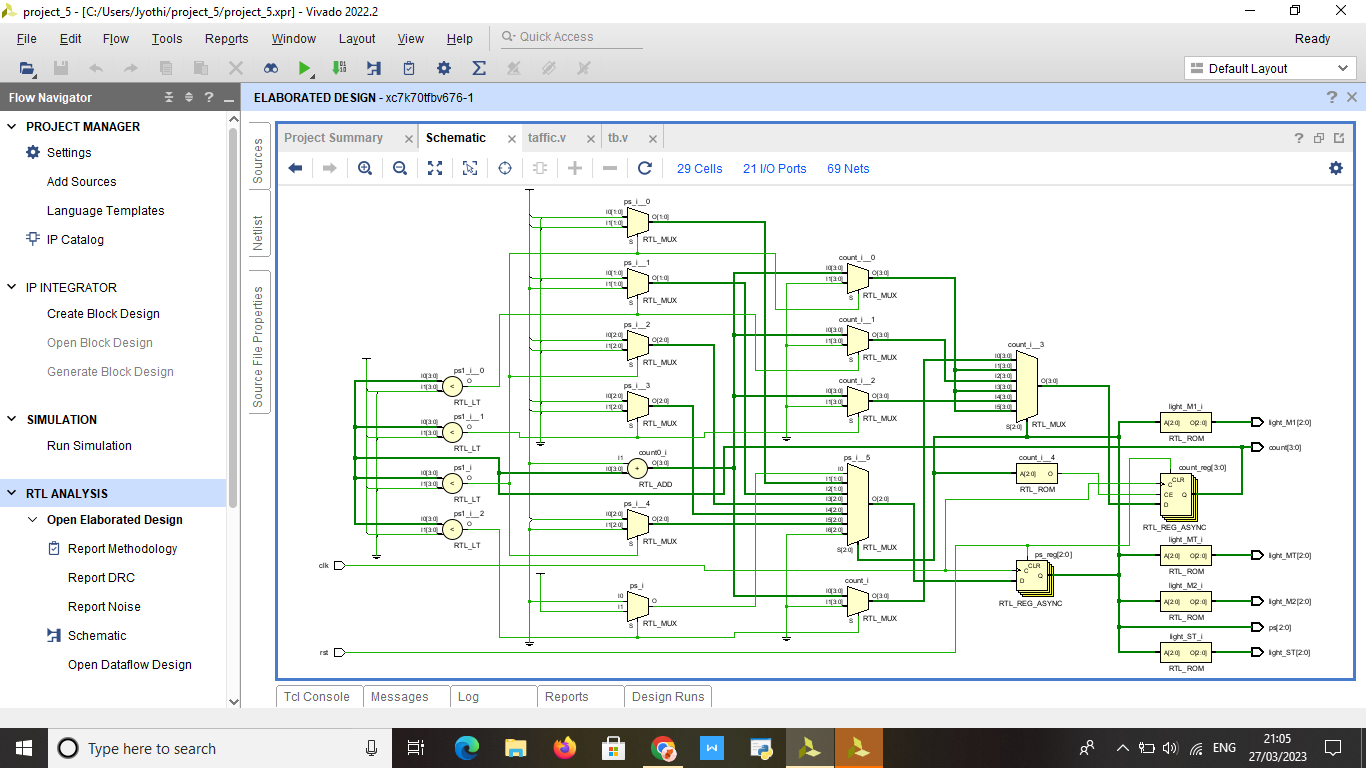 project_5 - [C:/Users/Jyothi/project_5/project_5.xpr] - Vivado 2022.2
File Edit Flow Tools Reports Window Layout View Help Quick Access Ready
Default Layout
Flow Navigator
ELABORATED DESIGN - xc7k70tfbv676-1
PROJECT MANAGER
Settings
Add Sources
Language Templates
IP Catalog
IP INTEGRATOR
Create Block Design
Open Block Design
Generate Block Design
SIMULATION
Run Simulation
RTL ANALYSIS
Open Elaborated Design
Report Methodology
Report DRC
Report Noise
Schematic
Open Dataflow Design
Sources
Netlist
Source File Properties
Project Summary Schematic taffic.v tb.v
29 Cells 21 I/O Ports 69 Nets
ps_i__0
I0[1:0]
I1[1:0]
O[1:0]
S
RTL_MUX
ps_i__1
I0[1:0]
I1[1:0]
O[1:0]
S
RTL_MUX
ps_i__2
I0[2:0]
I1[2:0]
O[2:0]
S
RTL_MUX
ps_i__3
I0[2:0]
I1[2:0]
O[2:0]
S
RTL_MUX
count0_i
I1
I0[3:0]
+
O[3:0]
RTL_ADD
ps_i__4
I0[2:0]
I1[2:0]
O[2:0]
S
RTL_MUX
ps_i
I0
I1
O
S
RTL_MUX
ps1_i__0
I0[3:0]
I1[3:0]
<
O
RTL_LT
ps1_i__1
I0[3:0]
I1[3:0]
<
O
RTL_LT
ps1_i
I0[3:0]
I1[3:0]
<
O
RTL_LT
ps1_i__2
I0[3:0]
I1[3:0]
<
O
RTL_LT
clk
rst
count_i__0
I0[3:0]
I1[3:0]
O[3:0]
S
RTL_MUX
count_i__1
I0[3:0]
I1[3:0]
O[3:0]
S
RTL_MUX
count_i__2
I0[3:0]
I1[3:0]
O[3:0]
S
RTL_MUX
ps_i__5
I0
I1[1:0]
I2[1:0]
I3[2:0]
I4[2:0]
I5[2:0]
I6[2:0]
O[2:0]
S[2:0]
RTL_MUX
count_i
I0[3:0]
I1[3:0]
O[3:0]
S
RTL_MUX
count_i__3
I0[3:0]
I1[3:0]
I2[3:0]
I3[3:0]
I4[3:0]
I5[3:0]
O[3:0]
S[2:0]
RTL_MUX
count_i__4
A[2:0] O
RTL_ROM
ps_reg[2:0]
CLR
C
D
Q
RTL_REG_ASYNC
light_M1_i
A[2:0] O[2:0]
RTL_ROM
light_M1[2:0]
count[3:0]
count_reg[3:0]
CLR
C
CE
D
Q
RTL_REG_ASYNC
light_MT_i
A[2:0] O[2:0]
RTL_ROM
light_MT[2:0]
light_M2_i
A[2:0] O[2:0]
RTL_ROM
light_M2[2:0]
ps[2:0]
light_ST_i
A[2:0] O[2:0]
RTL_ROM
light_ST[2:0]
Tcl Console Messages Log Reports Design Runs
Type here to search
ENG
21:05
27/03/2023